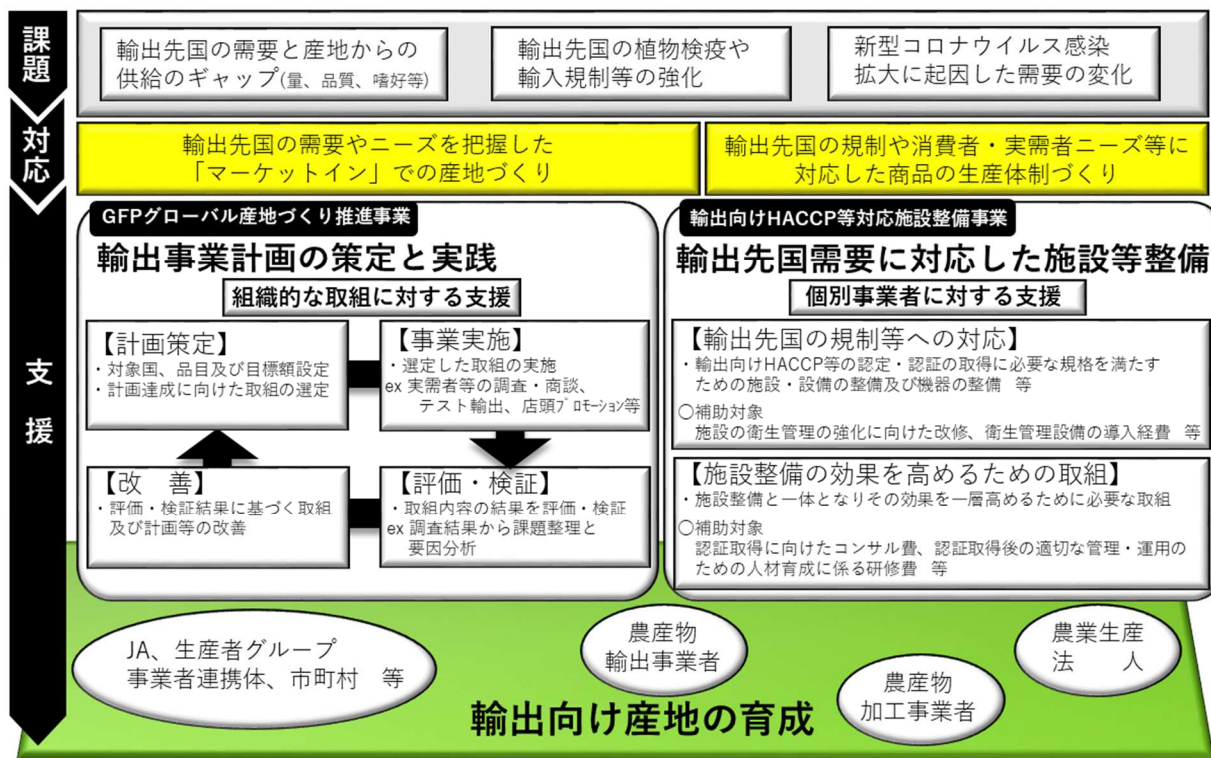 課題
輸出先国の需要と産地からの
供給のギャップ(量、品質、嗜好等)
輸出先国の植物検疫や
輸入規制等の強化
新型コロナウイルス感染
拡大に起因した需要の変化
対応
輸出先国の需要やニーズを把握した
「マーケットイン」での産地づくり
輸出先国の規制や消費者・実需者ニーズ等に
対応した商品の生産体制づくり
支援
GFPグローバル産地づくり推進事業
輸出事業計画の策定と実践
組織的な取組に対する支援
【計画策定】
・対象国、品目及び目標額設定
・計画達成に向けた取組の選定
【事業実施】
・選定した取組の実施
ex 実需者等の調査・商談、
テスト輸出、店頭ﾌﾟﾛﾓｰｼｮﾝ等
【改　善】
・評価・検証結果に基づく取組
及び計画等の改善
【評価・検証】
・取組内容の結果を評価・検証
ex 調査結果から課題整理と
要因分析
輸出向けHACCP等対応施設整備事業
輸出先国需要に対応した施設等整備
個別事業者に対する支援
【輸出先国の規制等への対応】
・輸出向けHACCP等の認定・認証の取得に必要な規格を満たす
ための施設・設備の整備及び機器の整備　等
○補助対象
施設の衛生管理の強化に向けた改修、衛生管理設備の導入経費　等
【施設整備の効果を高めるための取組】
・施設整備と一体となりその効果を一層高めるために必要な取組
○補助対象
認証取得に向けたコンサル費、認証取得後の適切な管理・運用の
ための人材育成に係る研修費　等
JA、生産者グループ
事業者連携体、市町村　等
農産物
輸出事業者
農産物
加工事業者
農業生産
法　　人
輸出向け産地の育成